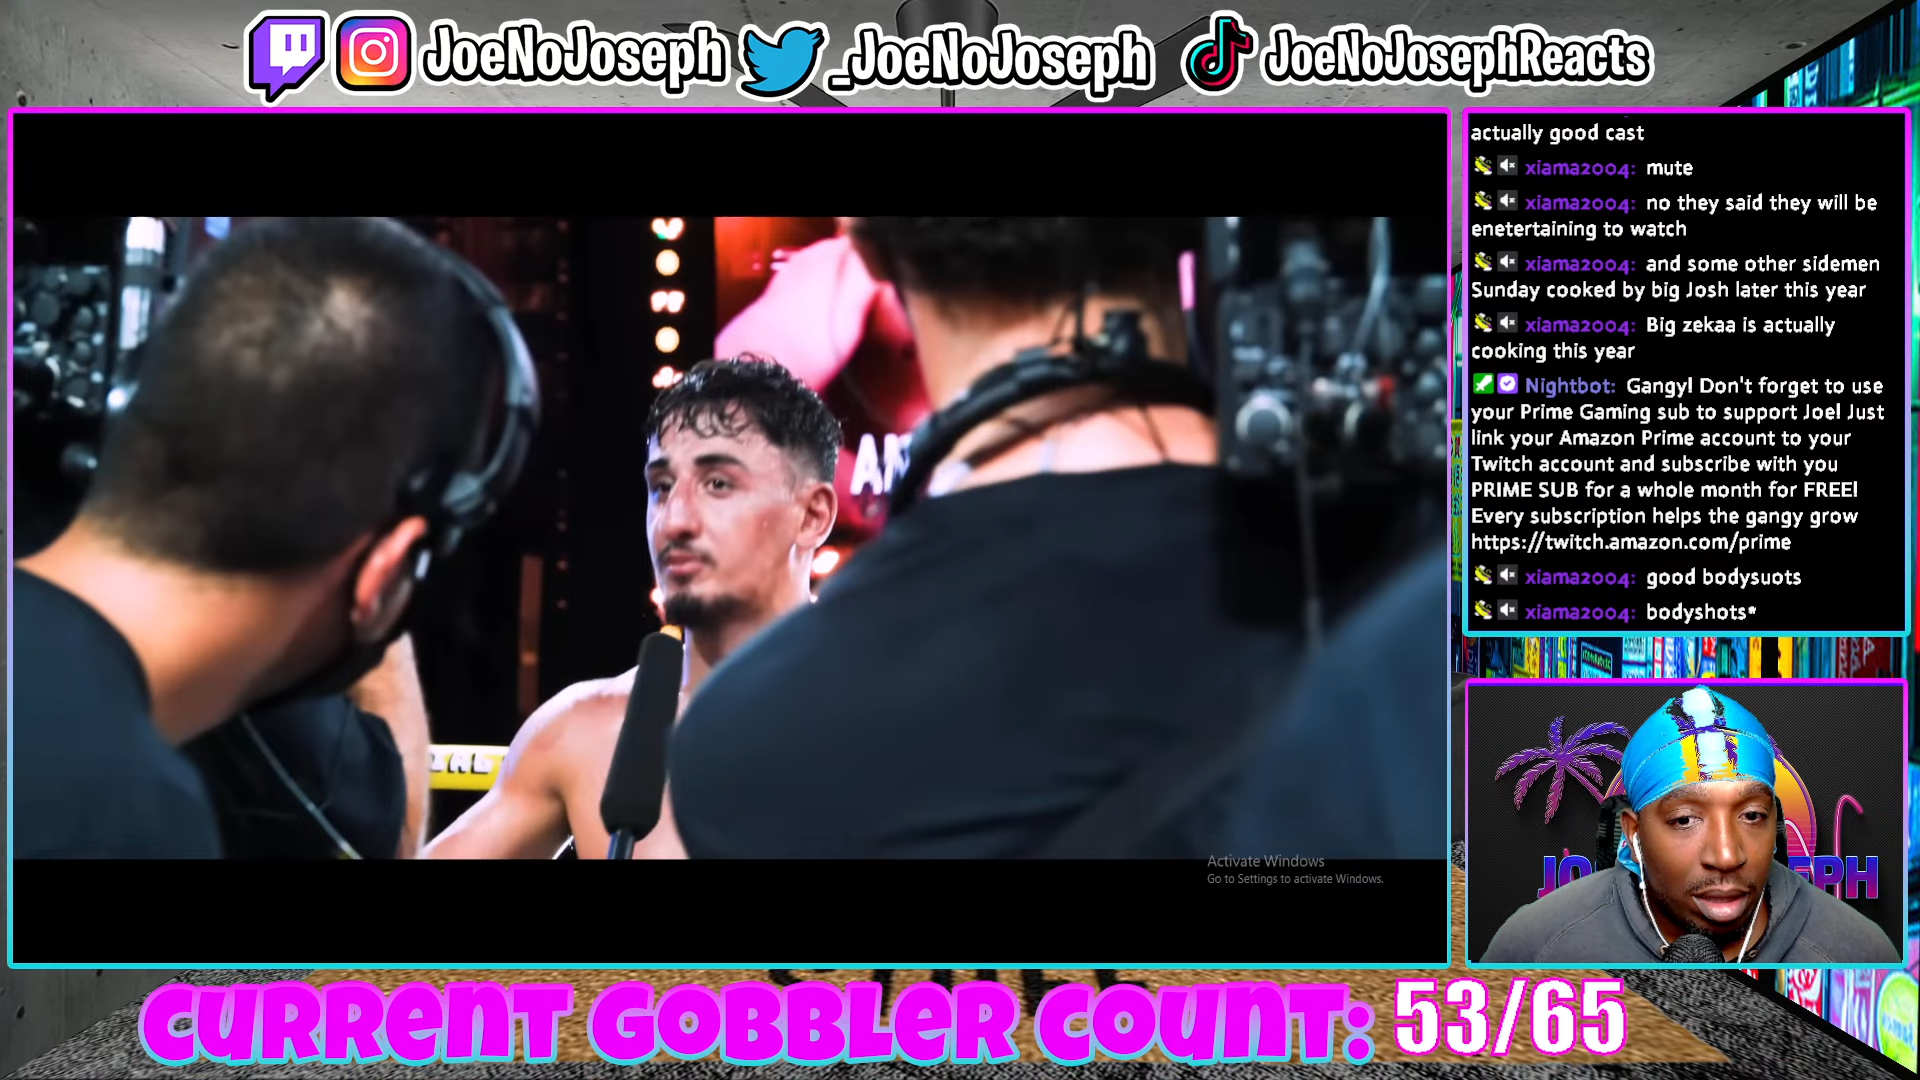 JoeNoJoseph _JoeNoJoseph JoeNoJosephReacts
actually good cast
xiama2004: mute
xiama2004: no they said they will be
enetertaining to watch
xiama2004: and some other sidemen
Sunday cooked by big Josh later this year
xiama2004: Big zekaa is actually
cooking this year
Nightbot: Gangy! Don't forget to use
your Prime Gaming sub to support Joe! Just
link your Amazon Prime account to your
Twitch account and subscribe with you
PRIME SUB for a whole month for FREE!
Every subscription helps the gangy grow
https://twitch.amazon.com/prime
xiama2004: good bodysuots
xiama2004: bodyshots*
AN
Activate Windows
Go to Settings to activate Windows.
JO EPH
CURRENT GOBBLER COUNT: 53/65